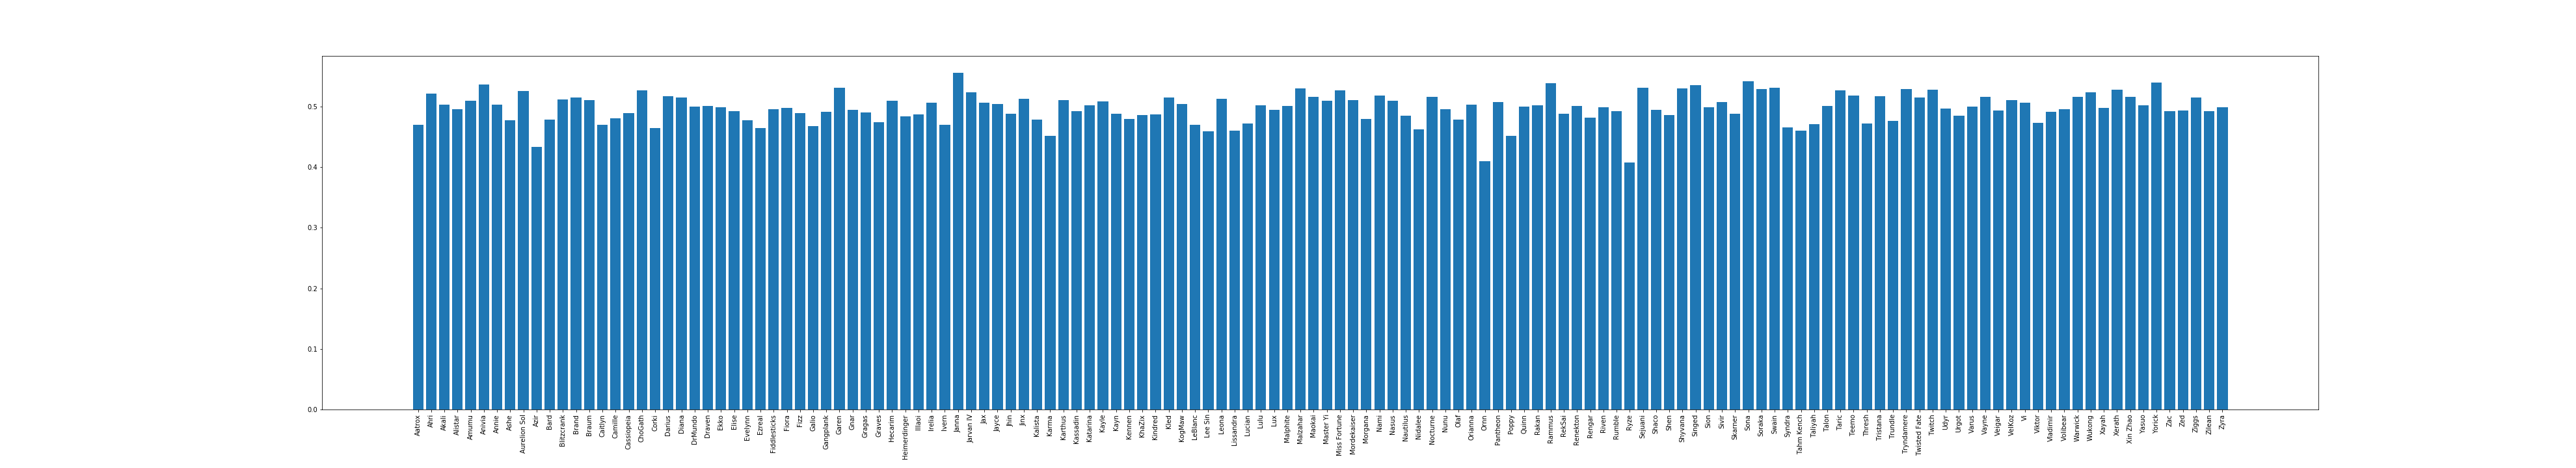 0.5
0.4
0.3
0.2
0.1
0.0
Aatrox
Ahri
Akali
Alistar
Amumu
Anivia
Annie
Ashe
Aurelion Sol
Azir
Bard
Blitzcrank
Brand
Braum
Caitlyn
Camille
Cassiopeia
ChoGath
Corki
Darius
Diana
DrMundo
Draven
Ekko
Elise
Evelynn
Ezreal
Fiddlesticks
Fiora
Fizz
Galio
Gangplank
Garen
Gnar
Gragas
Graves
Hecarim
Heimerdinger
Illaoi
Irelia
Ivern
Janna
Jarvan IV
Jax
Jayce
Jhin
Jinx
Kalista
Karma
Karthus
Kassadin
Katarina
Kayle
Kayn
Kennen
KhaZix
Kindred
Kled
KogMaw
LeBlanc
Lee Sin
Leona
Lissandra
Lucian
Lulu
Lux
Malphite
Malzahar
Maokai
Master Yi
Miss Fortune
Mordekaiser
Morgana
Nami
Nasus
Nautilus
Nidalee
Nocturne
Nunu
Olaf
Orianna
Ornn
Pantheon
Poppy
Quinn
Rakan
Rammus
RekSai
Renekton
Rengar
Riven
Rumble
Ryze
Sejuani
Shaco
Shen
Shyvana
Singed
Sion
Sivir
Skarner
Sona
Soraka
Swain
Syndra
Tahm Kench
Taliyah
Talon
Taric
Teemo
Thresh
Tristana
Trundle
Tryndamere
Twisted Fate
Twitch
Udyr
Urgot
Varus
Vayne
Veigar
VelKoz
Vi
Viktor
Vladimir
Volibear
Warwick
Wukong
Xayah
Xerath
Xin Zhao
Yasuo
Yorick
Zac
Zed
Ziggs
Zilean
Zyra